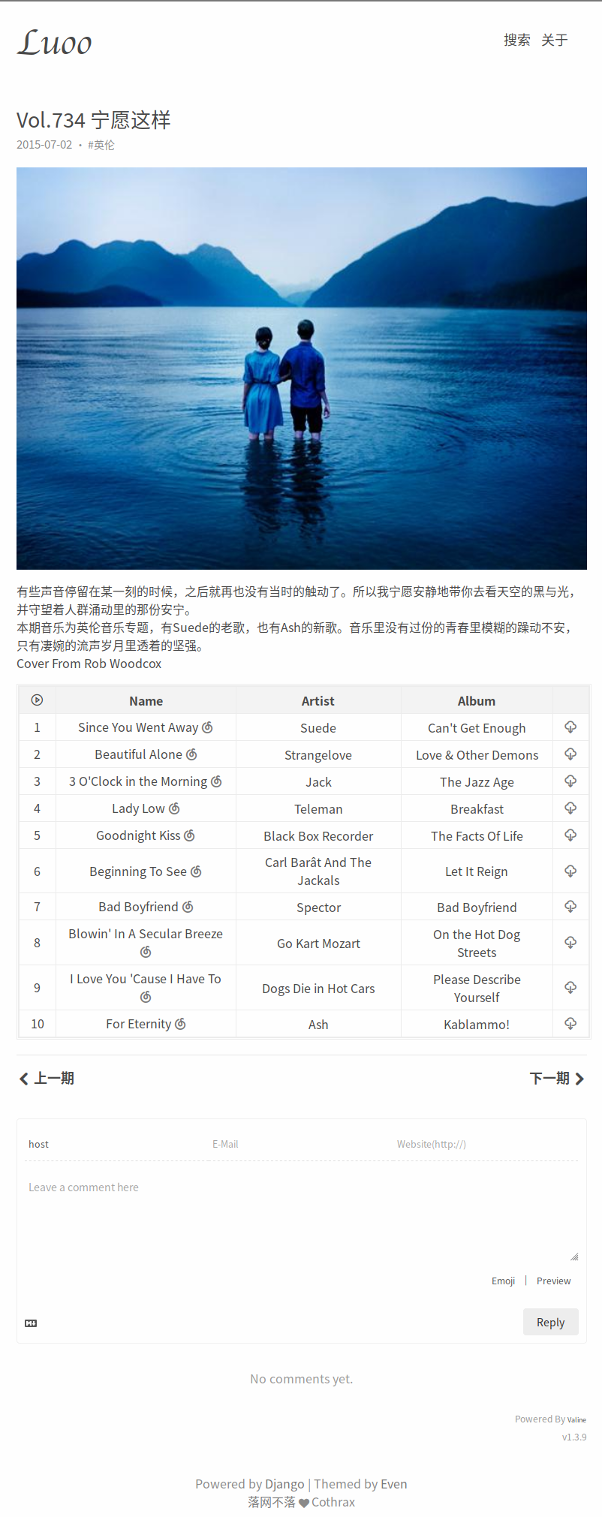 Luoo
搜索 关于
Vol.734 宁愿这样
2015-07-02 · #英伦
有些声音停留在某一刻的时候，之后就再也没有当时的触动了。所以我宁愿安静地带你去看天空的黑与光，
并守望着人群涌动里的那份安宁。
本期音乐为英伦音乐专题，有Suede的老歌，也有Ash的新歌。音乐里没有过份的青春里模糊的躁动不安，
只有凄婉的流声岁月里透着的坚强。
Cover From Rob Woodcox
Name Artist Album
1 Since You Went Away Suede Can't Get Enough
2 Beautiful Alone Strangelove Love & Other Demons
3 3 O'Clock in the Morning Jack The Jazz Age
4 Lady Low Teleman Breakfast
5 Goodnight Kiss Black Box Recorder The Facts Of Life
6 Beginning To See Carl Barât And The
Jackals Let It Reign
7 Bad Boyfriend Spector Bad Boyfriend
8 Blowin' In A Secular Breeze Go Kart Mozart On the Hot Dog
Streets
9 I Love You 'Cause I Have To Dogs Die in Hot Cars Please Describe
Yourself
10 For Eternity Ash Kablammo!
上一期 下一期
host E-Mail Website(http://)
Leave a comment here
Emoji | Preview
Reply
No comments yet.
Powered By Valine
v1.3.9
Powered by Django | Themed by Even
落网不落 Cothrax